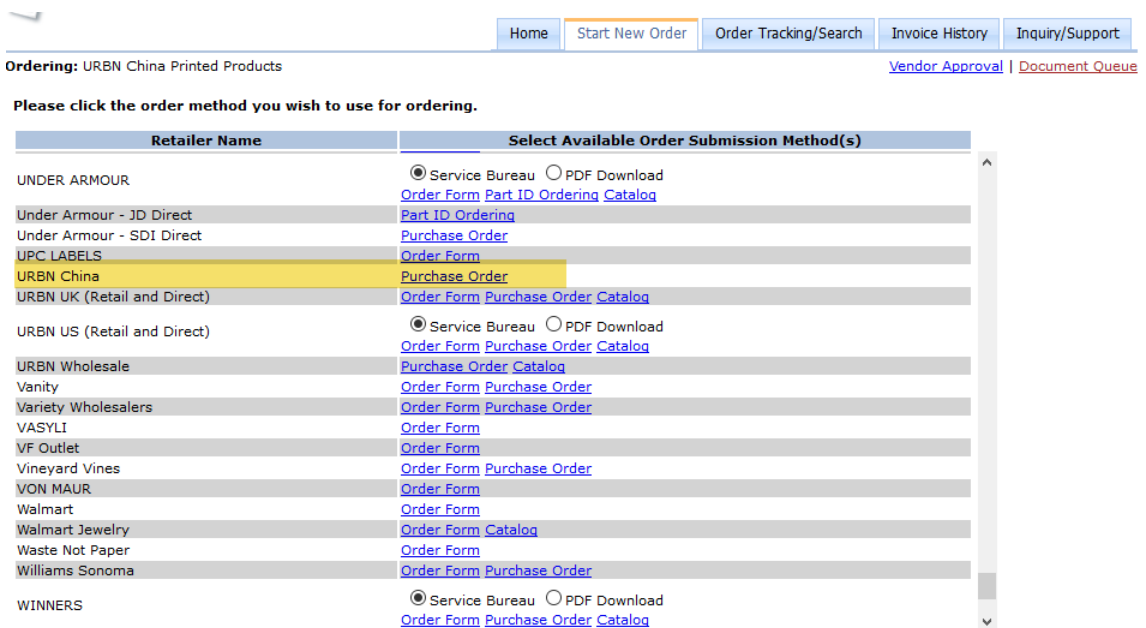 Home Start New Order Order Tracking/Search Invoice History Inquiry/Support
Ordering: URBN China Printed Products Vendor Approval | Document Queue
Please click the order method you wish to use for ordering.
Retailer Name Select Available Order Submission Method(s)
Service Bureau PDF Download
UNDER ARMOUR
Order Form Part ID Ordering Catalog
Under Armour - JD Direct Part ID Ordering
Under Armour - SDI Direct Purchase Order
UPC LABELS Order Form
URBN China Purchase Order
URBN UK (Retail and Direct) Order Form Purchase Order Catalog
Service Bureau PDF Download
URBN US (Retail and Direct)
Order Form Purchase Order Catalog
URBN Wholesale Purchase Order Catalog
Vanity Order Form Purchase Order
Variety Wholesalers Order Form Purchase Order
VASYLI Order Form
VF Outlet Order Form
Vineyard Vines Order Form Purchase Order
VON MAUR Order Form
Walmart Order Form
Walmart Jewelry Order Form Catalog
Waste Not Paper Order Form
Williams Sonoma Order Form Purchase Order
Service Bureau PDF Download
WINNERS
Order Form Purchase Order Catalog